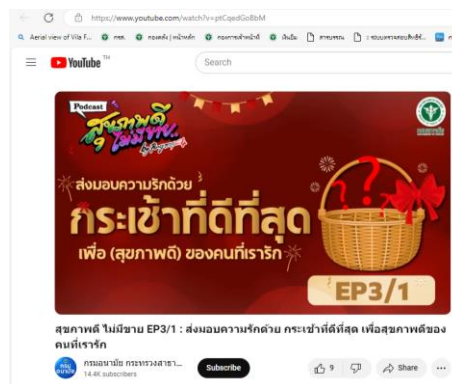 https://www.youtube.com/watch?v=ptCqedGoEbM
Aerial view of Vila F...
YouTube TH
Search
Podcast
สุขภาพดี
ไม่มีขาย..
ส่งมอบความรักด้วย
กระเช้าที่ดีที่สุด
เพื่อ (สุขภาพดี) ของคนที่เรารัก
EP3/1
สุขภาพดี ไม่มีขาย EP3/1 : ส่งมอบความรักด้วย กระเช้าที่ดีที่สุด เพื่อสุขภาพดีของ
คนที่เรารัก
กรมอนามัย กระทรวงสาธา...
14.4K subscribers
Subscribe
9
Share